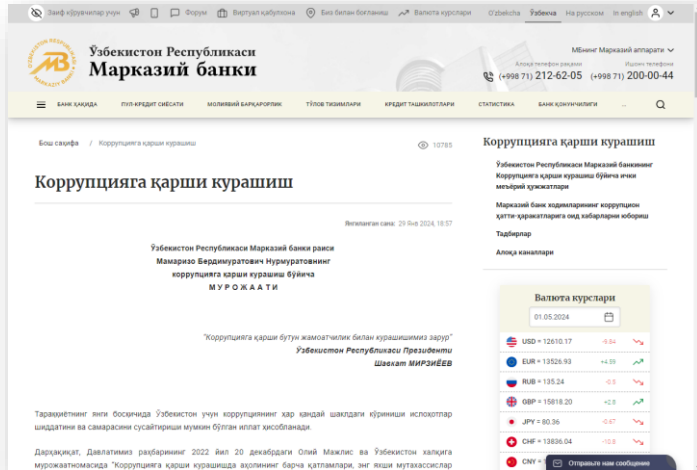 Заиф кўрувчилар учун Форум Виртуал қабулхона Биз билан боғланиш Валюта курслари O'zbekcha Ўзбекча На русском In english
Ўзбекистон Республикаси
Марказий банки
МБнинг Марказий аппарати
Алоқа телефон рақами Ишонч телефони
(+998 71) 212-62-05 (+998 71) 200-00-44
БАНК ҲАҚИДА ПУЛ-КРЕДИТ СИЁСАТИ МОЛИЯВИЙ БАРҚАРОРЛИК ТЎЛОВ ТИЗИМЛАРИ КРЕДИТ ТАШКИЛОТЛАРИ СТАТИСТИКА БАНК ҚОНУНЧИЛИГИ ...
Бош саҳифа / Коррупцияга қарши курашиш
10785
Коррупцияга қарши курашиш
Янгиланган сана: 29 Янв 2024, 18:57
Ўзбекистон Республикаси Марказий банки раиси
Мамаризо Бердимуратович Нурмуратовнинг
коррупцияга қарши курашиш бўйича
МУРОЖААТИ
"Коррупцияга қарши бутун жамоатчилик билан курашишимиз зарур"
Ўзбекистон Республикаси Президенти
Шавкат МИРЗИЁЕВ
Тараққиётнинг янги босқичида Ўзбекистон учун коррупциянинг ҳар қандай шаклдаги кўриниши ислоҳотлар
шиддатини ва самарасини сусайтириши мумкин бўлган иллат ҳисобланади.
Дарҳақиқат, Давлатимиз раҳбарининг 2022 йил 20 декабрдаги Олий Мажлис ва Ўзбекистон халқига
мурожаатномасида "Коррупцияга қарши курашишда аҳолининг барча қатламлари, энг яхши мутахассислар
Коррупцияга қарши курашиш
Ўзбекистон Республикаси Марказий банкининг
Коррупцияга қарши курашиш бўйича ички
меъёрий ҳужжатлари
Марказий банк ходимларининг коррупцион
ҳатти-ҳаракатларига оид хабарларни юбориш
Тадбирлар
Алоқа каналлари
Валюта курслари
01.05.2024
USD = 12610.17 -9.84
EUR = 13526.93 +4.59
RUB = 135.24 -0.5
GBP = 15818.20 +2.5
JPY = 80.36 -0.67
CHF = 13836.04 -12.8
CNY =
Отправьте нам сообщение